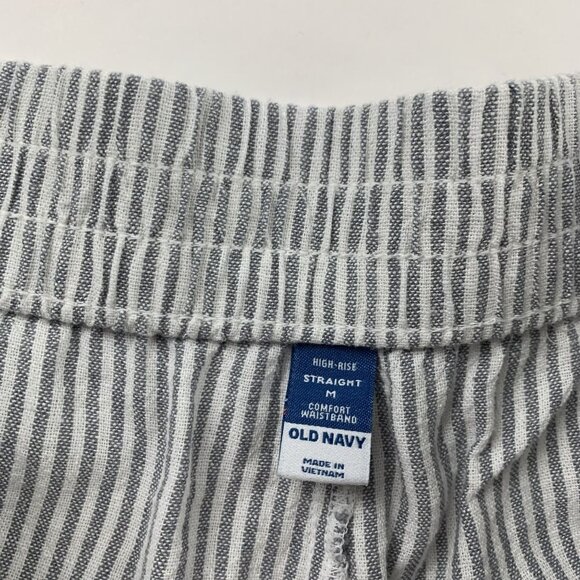 HIGH-RISE
STRAIGHT
M
COMFORT
WAISTBAND
OLD NAVY
MADE IN
VIETNAM